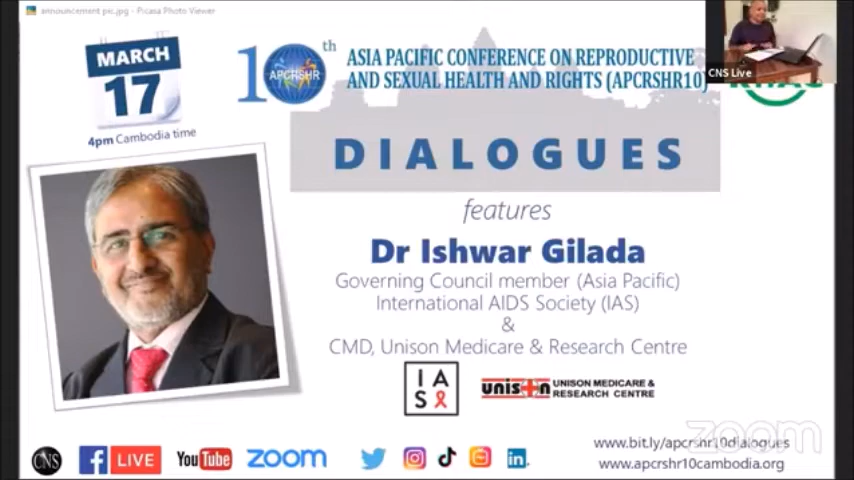 announcement pic.jpg - Picasa Photo Viewer
MARCH
17
4pm Cambodia time
10th
APCRSHR
ASIA PACIFIC CONFERENCE ON REPRODUCTIVE
AND SEXUAL HEALTH AND RIGHTS (APCRSHR10)
CNS Live
DIALOGUES
features
Dr Ishwar Gilada
Governing Council member (Asia Pacific)
International AIDS Society (IAS)
&
CMD, Unison Medicare & Research Centre
IA
S
unison UNISON MEDICARE &
RESEARCH CENTRE
zoom
CNS
f LIVE
YouTube
zoom
in
www.bit.ly/apcrshr10dialogues
www.apcrshr10cambodia.org